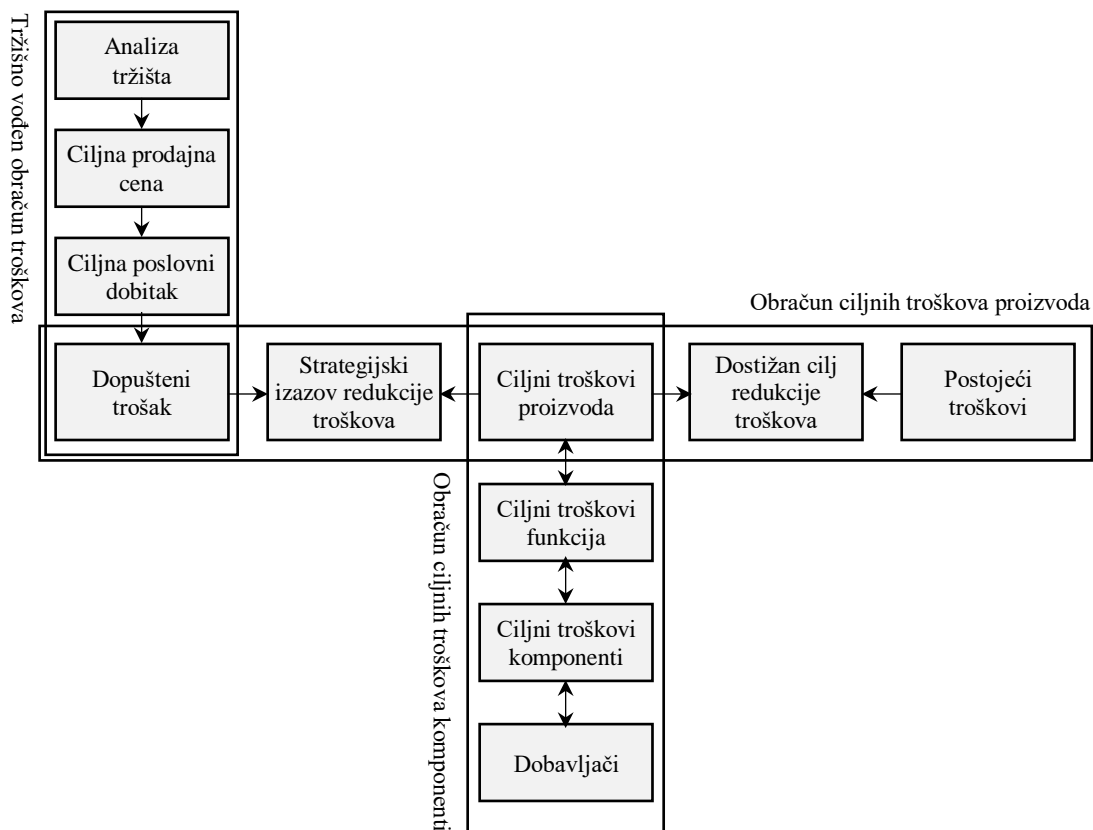 Tržišno vođen obračun troškova
Analiza
tržišta
Ciljna prodajna
cena
Ciljna poslovni
dobitak
Obračun ciljnih troškova proizvoda
Dopušteni
trošak
Strategijski
izazov redukcije
troškova
Ciljni troškovi
proizvoda
Dostižan cilj
redukcije
troškova
Postojeći
troškovi
Obračun ciljnih troškova komponenti
Ciljni troškovi
funkcija
Ciljni troškovi
komponenti
Dobavljači